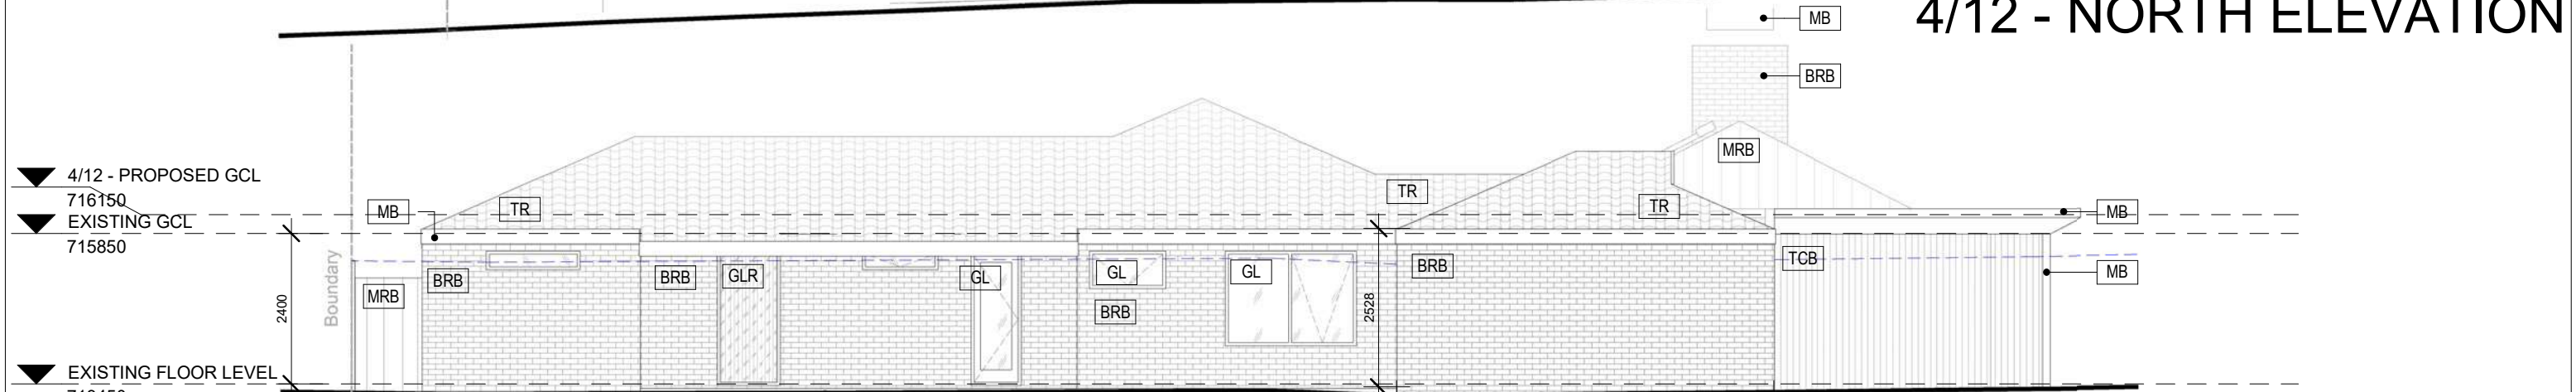 4/12 - NORTH ELEVATION
MB
BRB
MRB
4/12 - PROPOSED GCL
716150
EXISTING GCL
715850
MB
TR
TR
TR
MB
Boundary
MRB
BRB
BRB
GLR
GL
GL
GL
BRB
BRB
TCB
MB
2400
2528
EXISTING FLOOR LEVEL